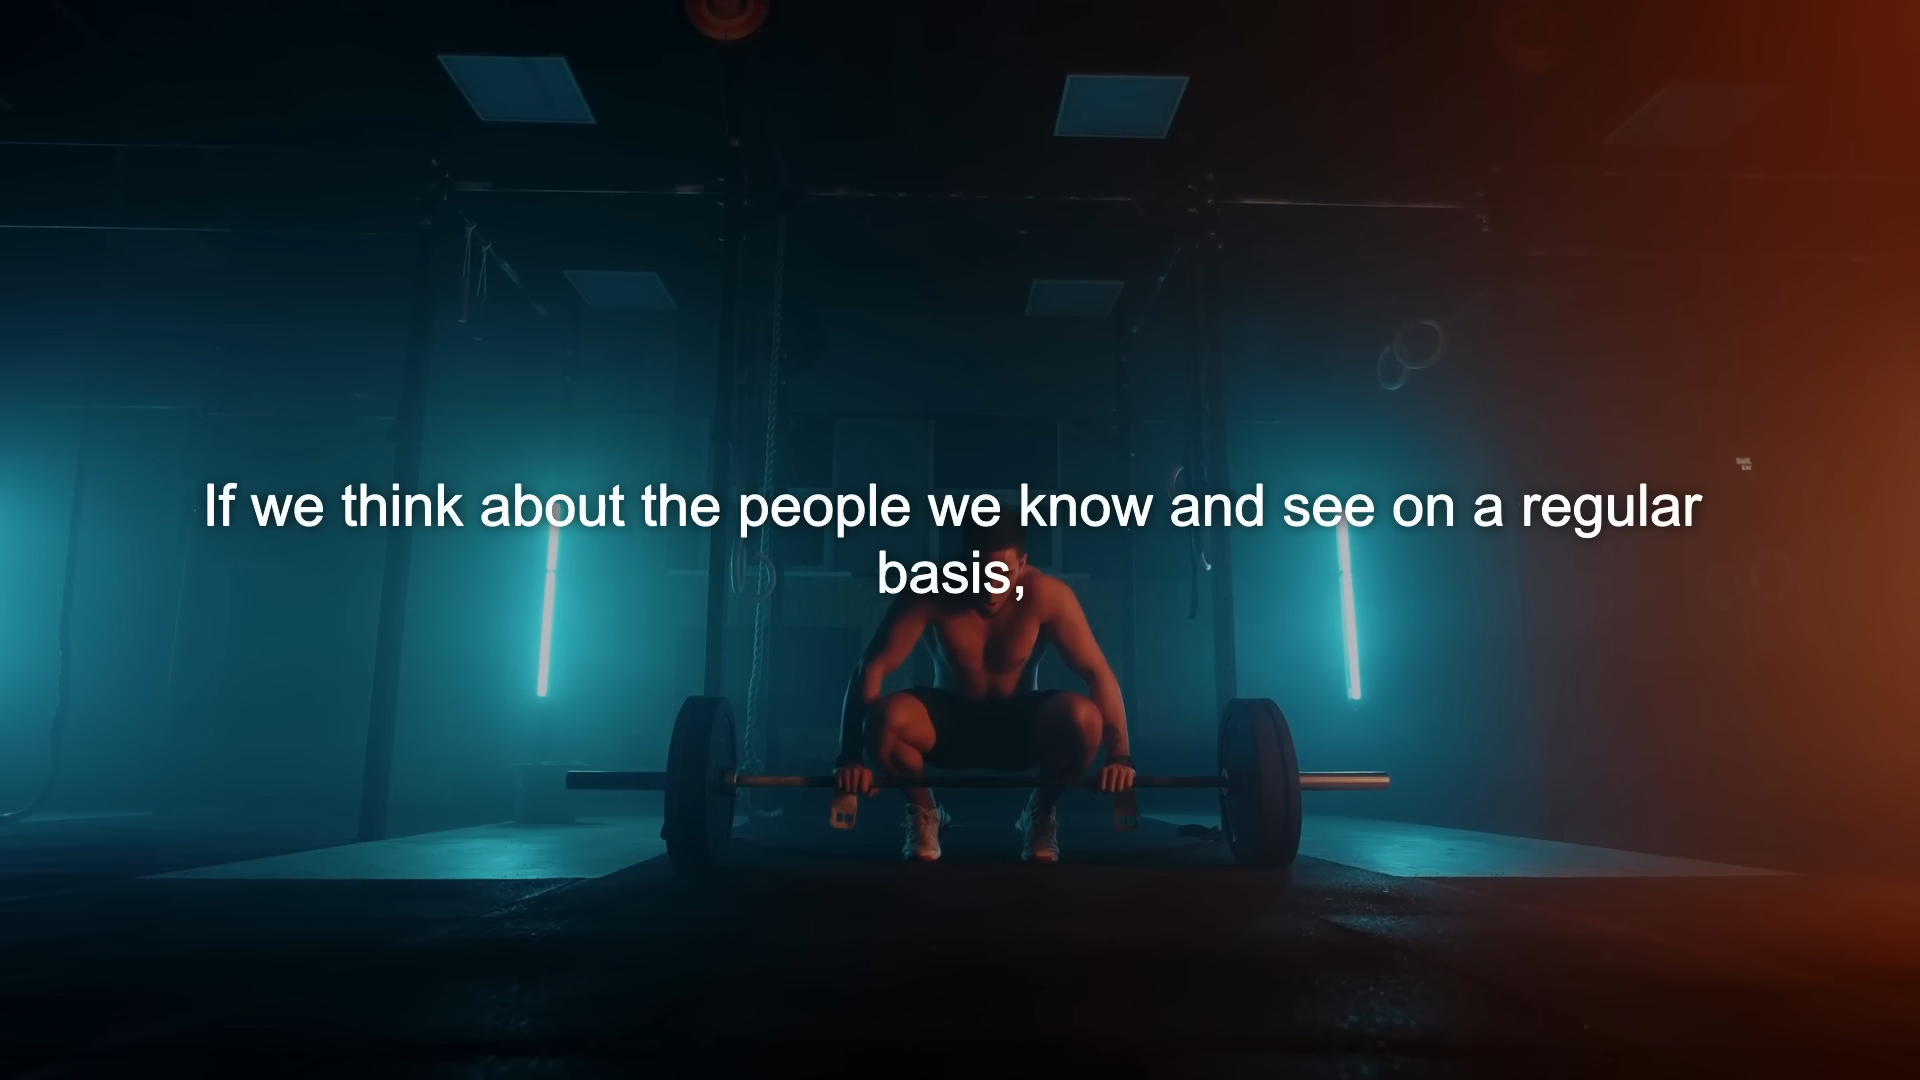 If we think about the people we know and see on a regular
basis,